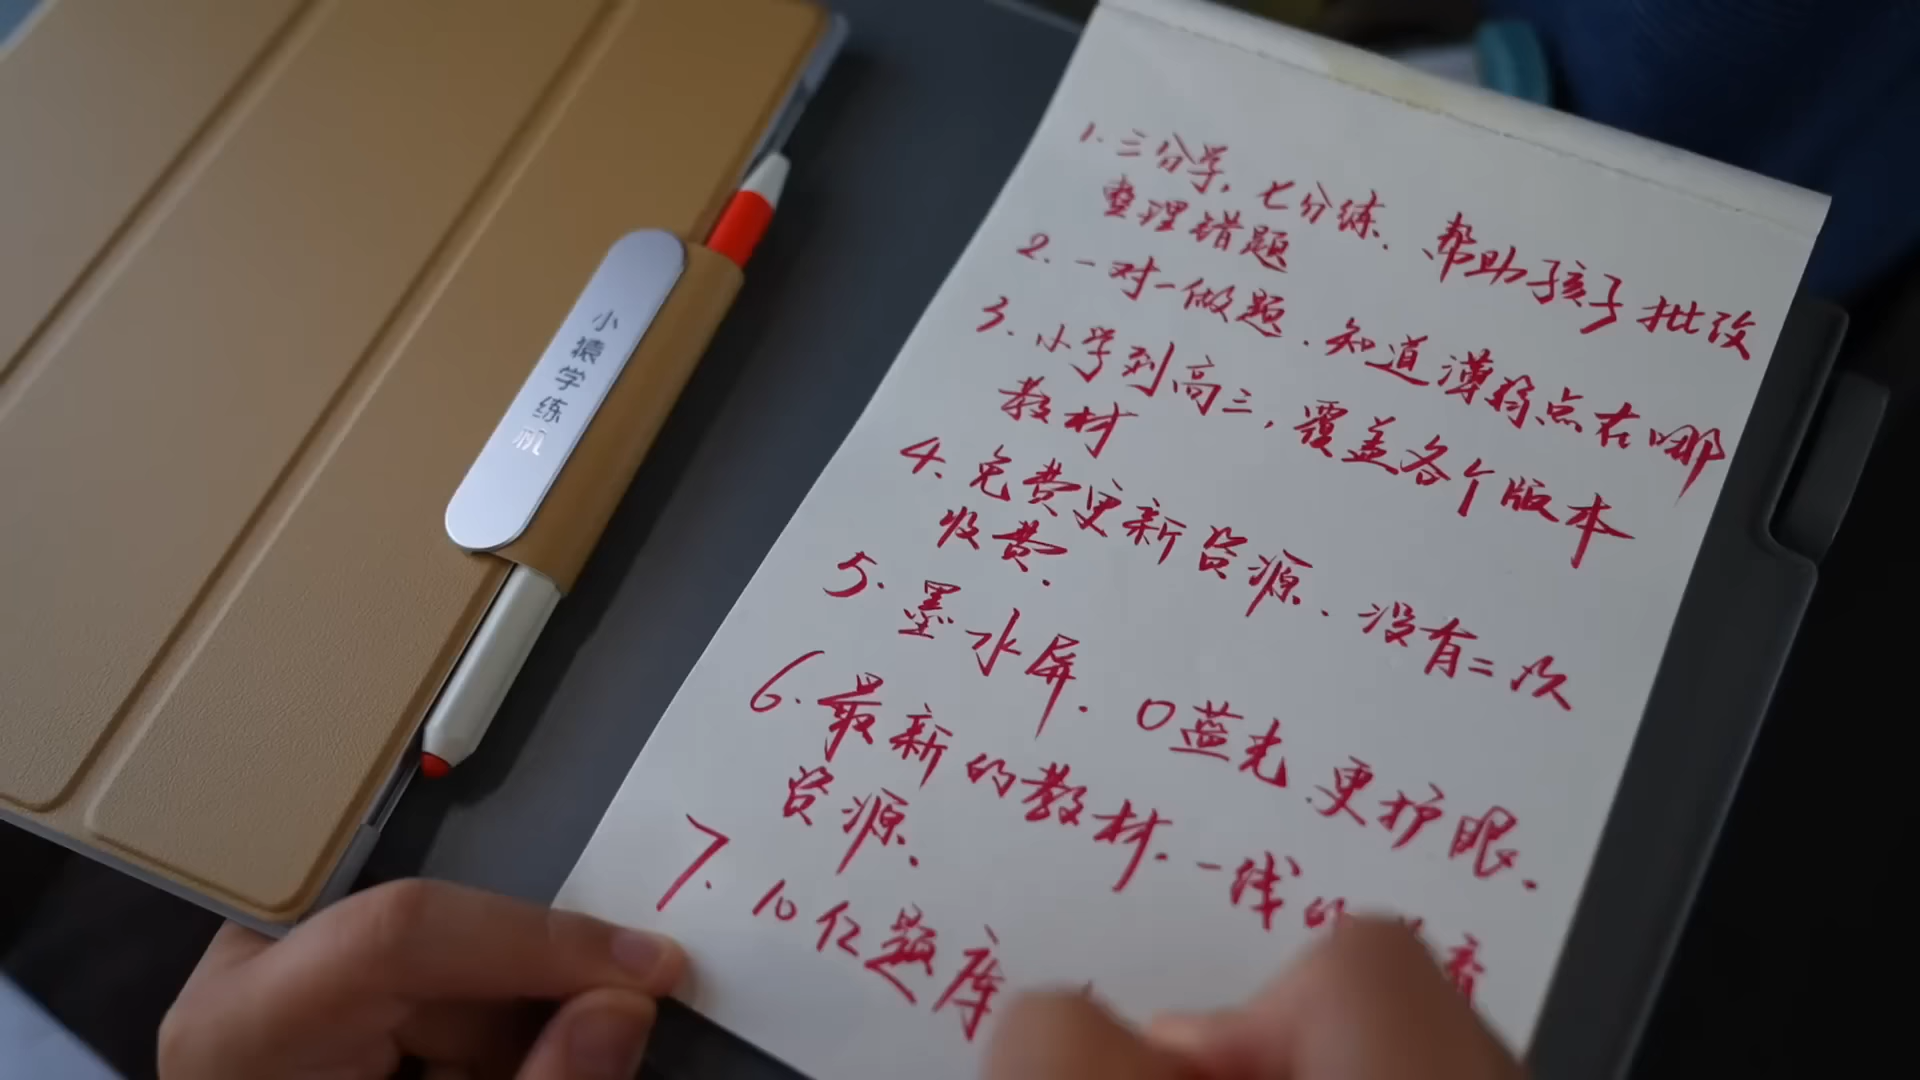 小猿学练机
1. 三分学, 七分练. 帮助孩子批改
整理错题
2. 一对一做题. 知道薄弱点在哪
3. 小学到高三, 覆盖各个版本
教材
4. 免费更新资源. 没有二次
收费.
5. 墨水屏. 0蓝光 更护眼.
6. 最新的教材. 一线的
资源.
7. 10亿题库